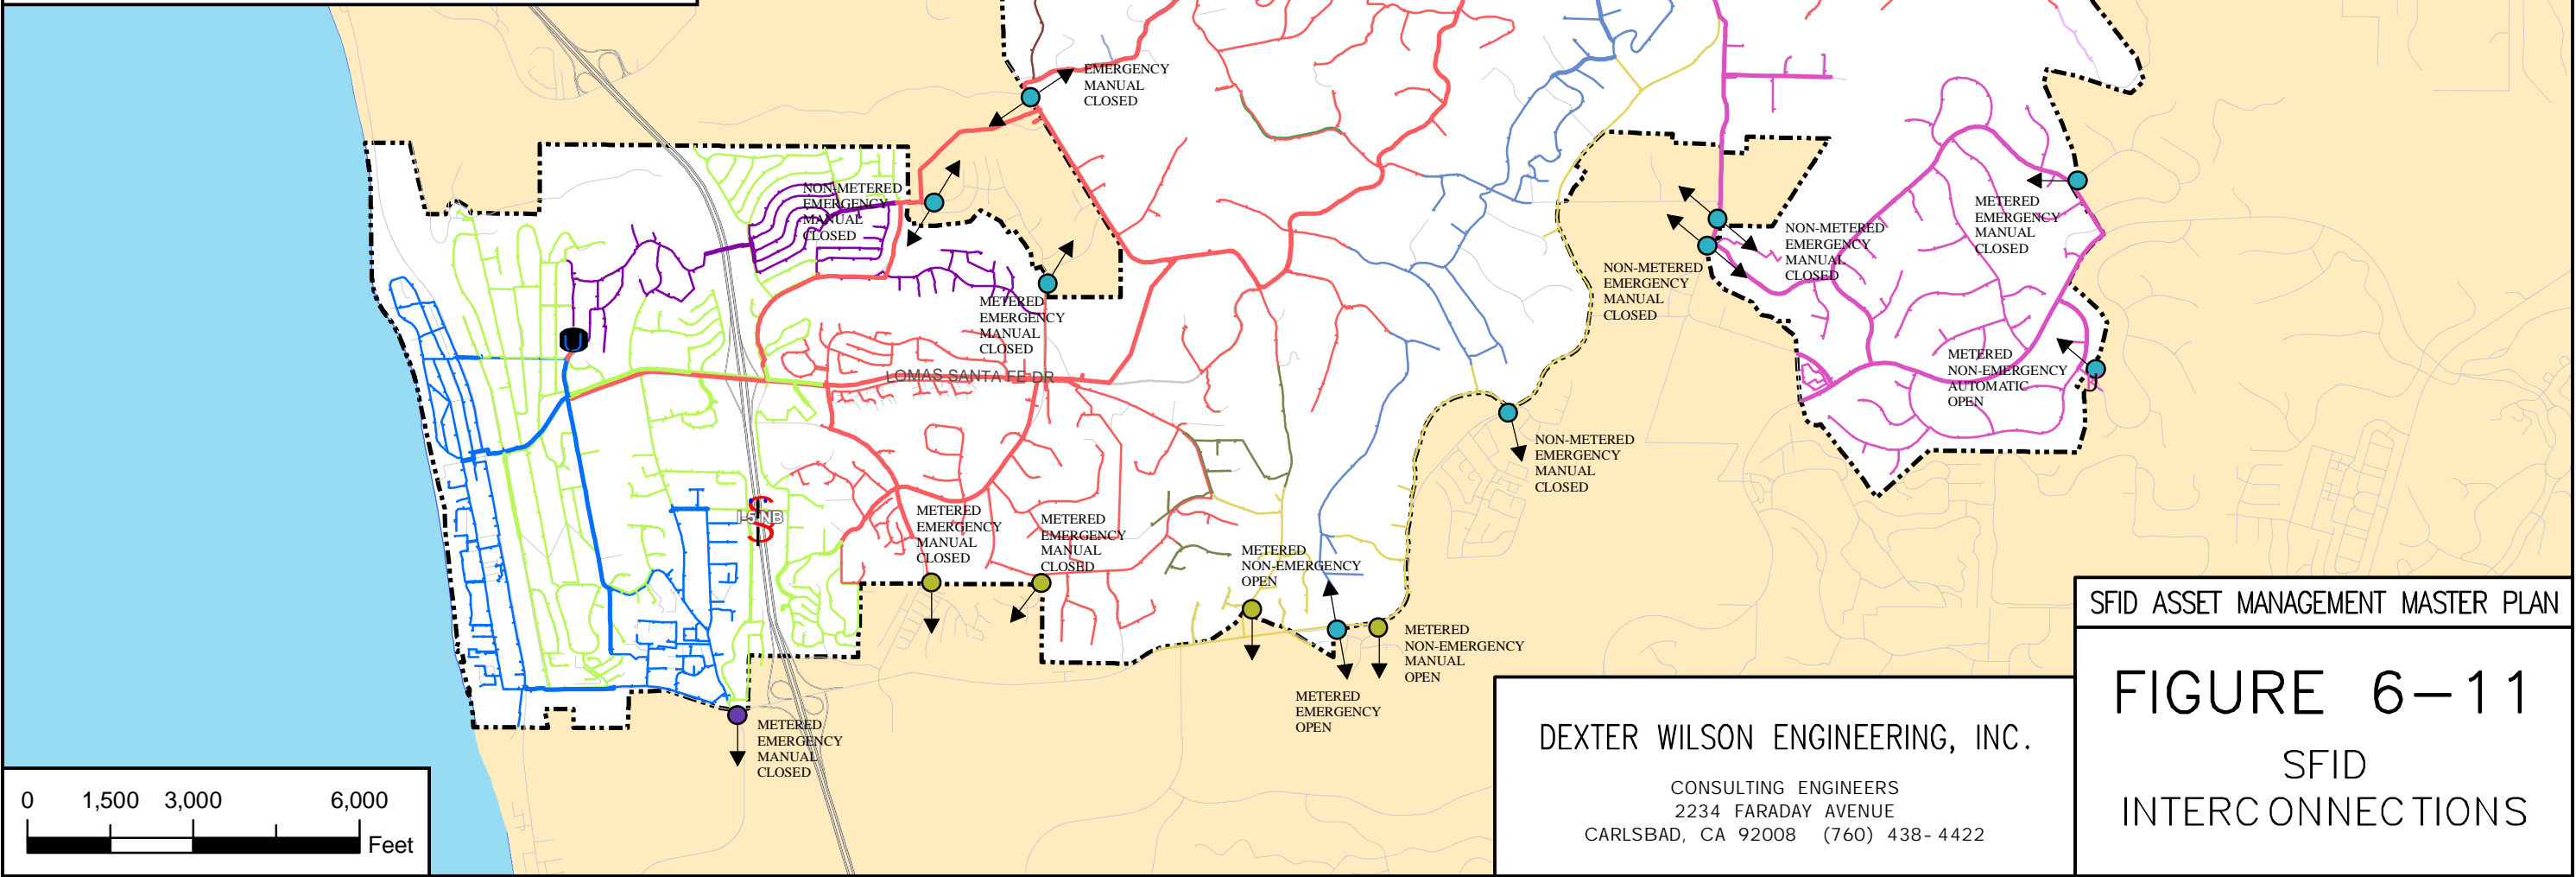 EMERGENCY
MANUAL
CLOSED
NON-METERED
EMERGENCY
MANUAL
CLOSED
METERED
EMERGENCY
MANUAL
CLOSED
NON-METERED
EMERGENCY
MANUAL
CLOSED
NON-METERED
EMERGENCY
MANUAL
CLOSED
METERED
EMERGENCY
MANUAL
CLOSED
METERED
NON-EMERGENCY
AUTOMATIC
OPEN
U
LOMAS SANTA FE DR
NON-METERED
EMERGENCY
MANUAL
CLOSED
I-5 NB
S
METERED
EMERGENCY
MANUAL
CLOSED
METERED
EMERGENCY
MANUAL
CLOSED
METERED
NON-EMERGENCY
OPEN
METERED
NON-EMERGENCY
MANUAL
OPEN
METERED
EMERGENCY
OPEN
METERED
EMERGENCY
MANUAL
CLOSED
0 1,500 3,000 6,000
Feet
DEXTER WILSON ENGINEERING, INC.
CONSULTING ENGINEERS
2234 FARADAY AVENUE
CARLSBAD, CA 92008 (760) 438-4422
SFID ASSET MANAGEMENT MASTER PLAN
FIGURE 6-11
SFID
INTERCONNECTIONS